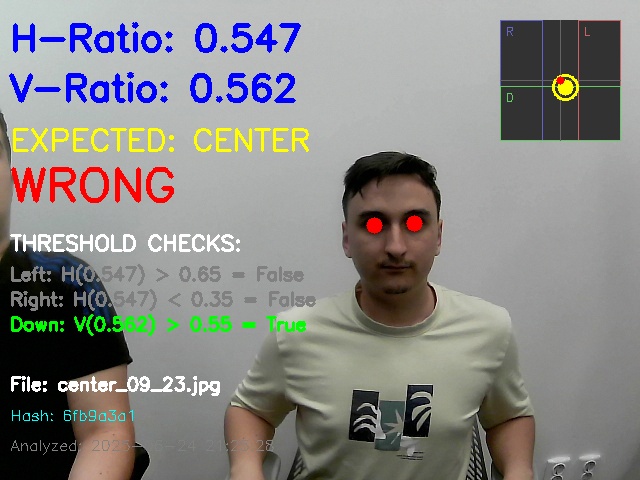 H-Ratio: 0.547
V-Ratio: 0.562
EXPECTED: CENTER
WRONG
THRESHOLD CHECKS:
Left: H(0.547) > 0.65 = False
Right: H(0.547) < 0.35 = False
Down: V(0.562) > 0.55 = True
File: center_09_23.jpg
Hash: 6fb9a3a1
Analyzed:
R
L
D